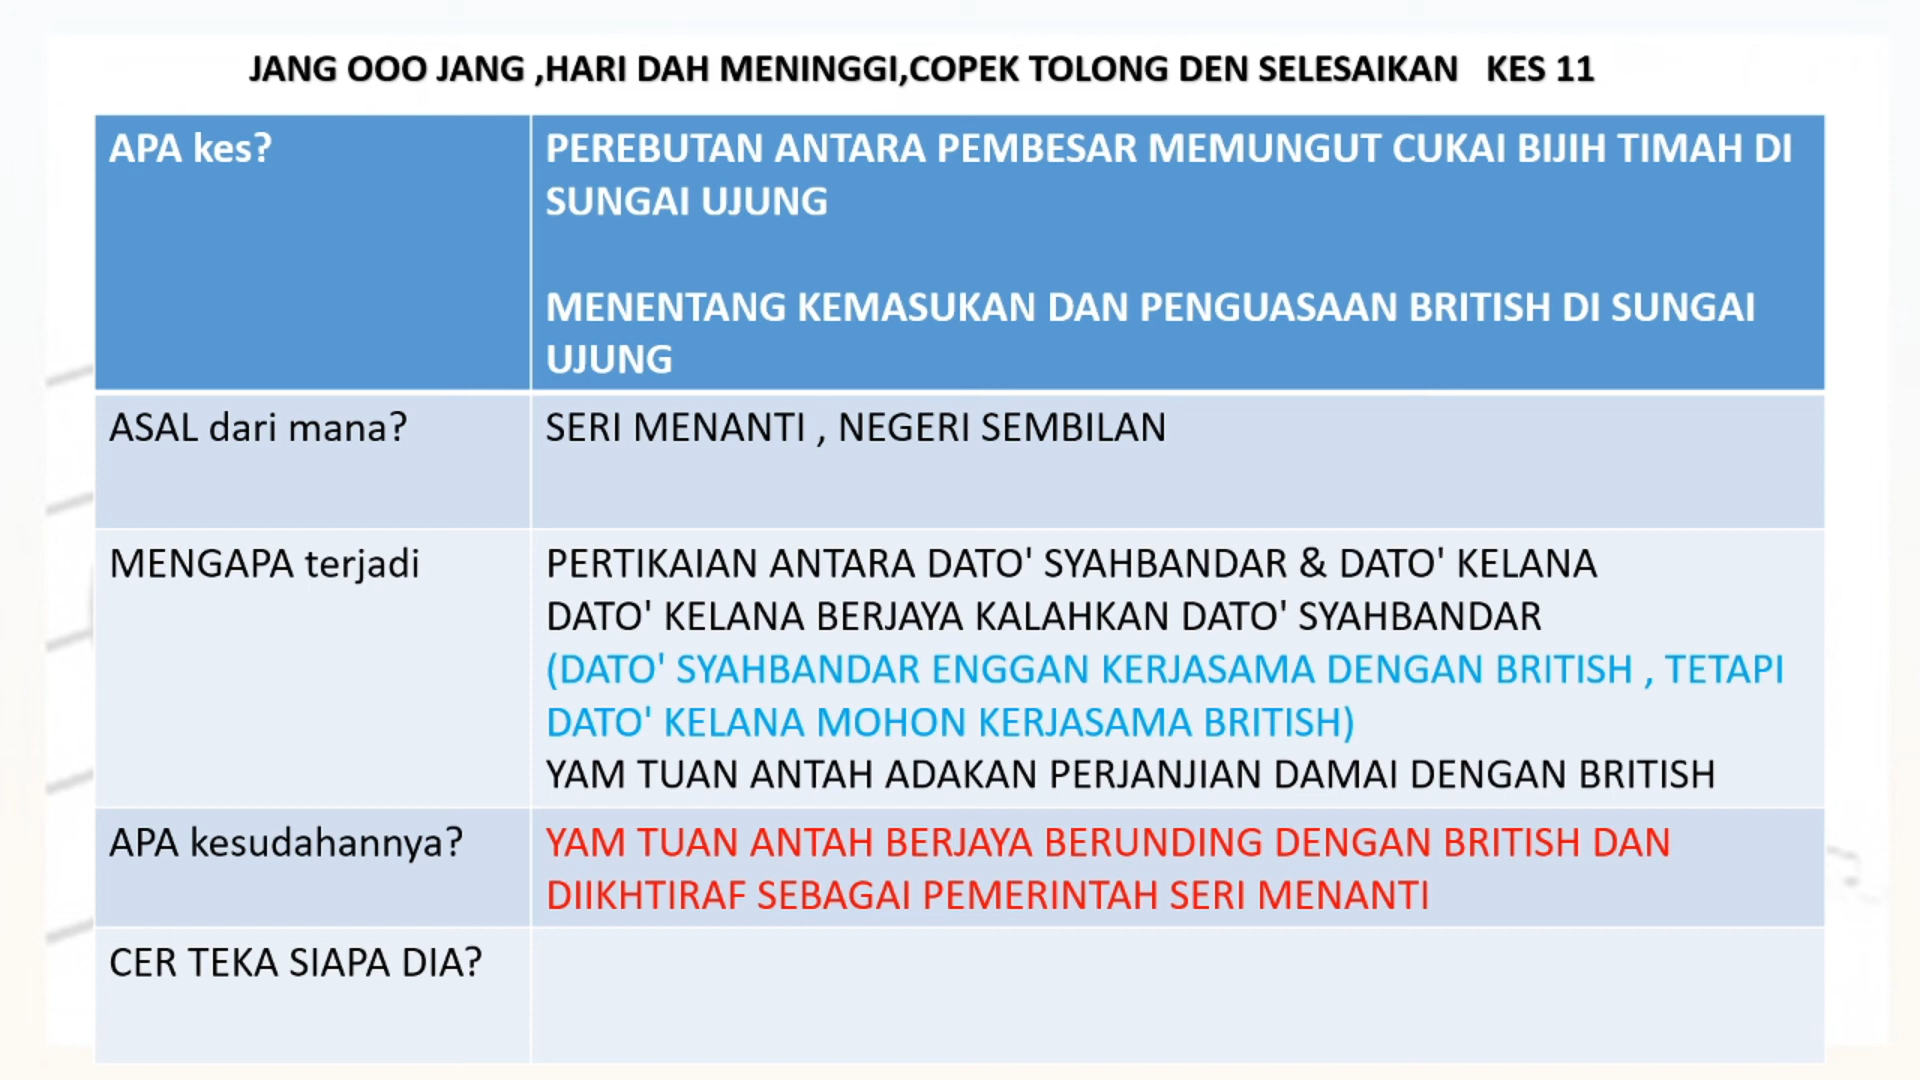 JANG OOO JANG ,HARI DAH MENINGGI,COPEK TOLONG DEN SELESAIKAN KES 11
APA kes?
PEREBUTAN ANTARA PEMBESAR MEMUNGUT CUKAI BIJIH TIMAH DI
SUNGAI UJUNG
MENENTANG KEMASUKAN DAN PENGUASAAN BRITISH DI SUNGAI
UJUNG
ASAL dari mana?
SERI MENANTI , NEGERI SEMBILAN
MENGAPA terjadi
PERTIKAIAN ANTARA DATO' SYAHBANDAR & DATO' KELANA
DATO' KELANA BERJAYA KALAHKAN DATO' SYAHBANDAR
(DATO' SYAHBANDAR ENGGAN KERJASAMA DENGAN BRITISH , TETAPI
DATO' KELANA MOHON KERJASAMA BRITISH)
YAM TUAN ANTAH ADAKAN PERJANJIAN DAMAI DENGAN BRITISH
APA kesudahannya?
YAM TUAN ANTAH BERJAYA BERUNDING DENGAN BRITISH DAN
DIIKHTIRAF SEBAGAI PEMERINTAH SERI MENANTI
CER TEKA SIAPA DIA?